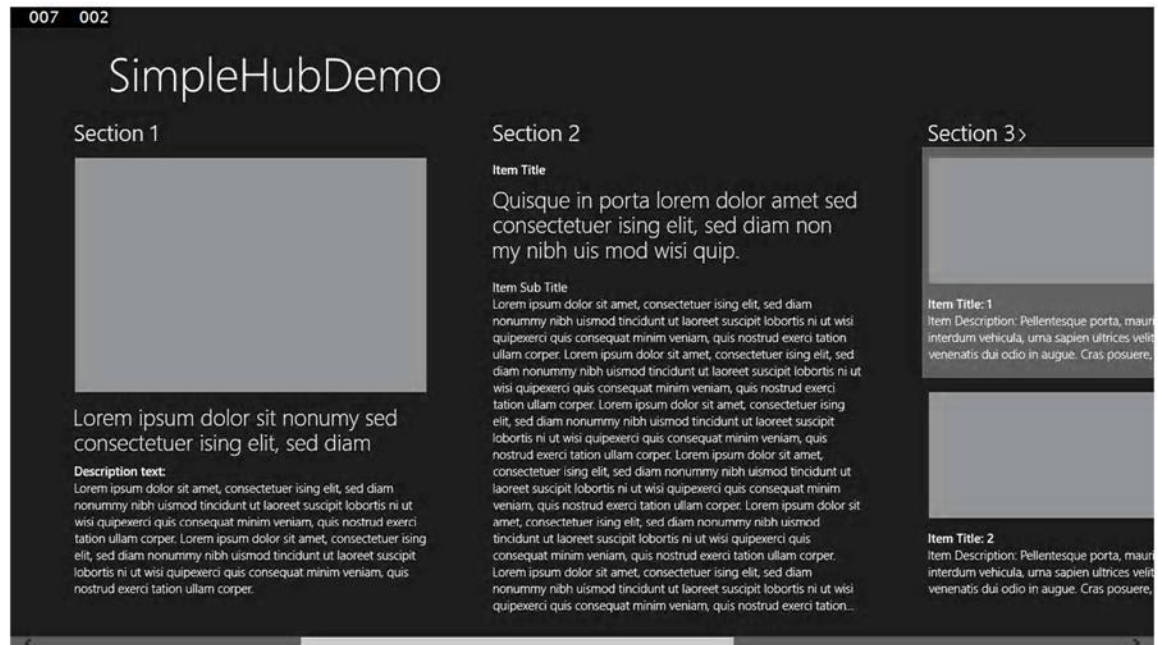 007 002
SimpleHubDemo
Section 1
Lorem ipsum dolor sit nonumy sed
consectetuer ising elit, sed diam
Description text:
Lorem ipsum dolor sit amet, consectetuer ising elit, sed diam
nonummy nibh uismod tincidunt ut laoreet suscipit lobortis ni ut
wisi quipexerci quis consequat minim veniam, quis nostrud exerci
tation ullam corper. Lorem ipsum dolor sit amet, consectetuer ising
elit, sed diam nonummy nibh uismod tincidunt ut laoreet suscipit
lobortis ni ut wisi quipexerci quis consequat minim veniam, quis
nostrud exerci tation ullam corper.
Section 2
Item Title
Quisque in porta lorem dolor amet sed
consectetuer ising elit, sed diam non
my nibh uis mod wisi quip.
Item Sub Title
Lorem ipsum dolor sit amet, consectetuer ising elit, sed diam
nonummy nibh uismod tincidunt ut laoreet suscipit lobortis ni ut wisi
quipexerci quis consequat minim veniam, quis nostrud exerci tation
ullam corper. Lorem ipsum dolor sit amet, consectetuer ising elit, sed
diam nonummy nibh uismod tincidunt ut laoreet suscipit lobortis ni ut
wisi quipexerci quis consequat minim veniam, quis nostrud exerci
tation ullam corper. Lorem ipsum dolor sit amet, consectetuer ising
elit, sed diam nonummy nibh uismod tincidunt ut laoreet suscipit
lobortis ni ut wisi quipexerci quis consequat minim veniam, quis
nostrud exerci tation ullam corper. Lorem ipsum dolor sit amet,
consectetuer ising elit, sed diam nonummy nibh uismod tincidunt ut
laoreet suscipit lobortis ni ut wisi quipexerci quis consequat minim
veniam, quis nostrud exerci tation ullam corper. Lorem ipsum dolor sit
amet, consectetuer ising elit, sed diam nonummy nibh uismod
tincidunt ut laoreet suscipit lobortis ni ut wisi quipexerci quis
consequat minim veniam, quis nostrud exerci tation ullam corper.
Lorem ipsum dolor sit amet, consectetuer ising elit, sed diam
nonummy nibh uismod tincidunt ut laoreet suscipit lobortis ni ut wisi
quipexerci quis consequat minim veniam, quis nostrud exerci tation...
Section 3>
Item Title: 1
Item Description: Pellentesque porta, mauri
interdum vehicula, urna sapien ultrices velit
venenatis dui odio in augue. Cras posuere,
Item Title: 2
Item Description: Pellentesque porta, mauri
interdum vehicula, urna sapien ultrices velit
venenatis dui odio in augue. Cras posuere,